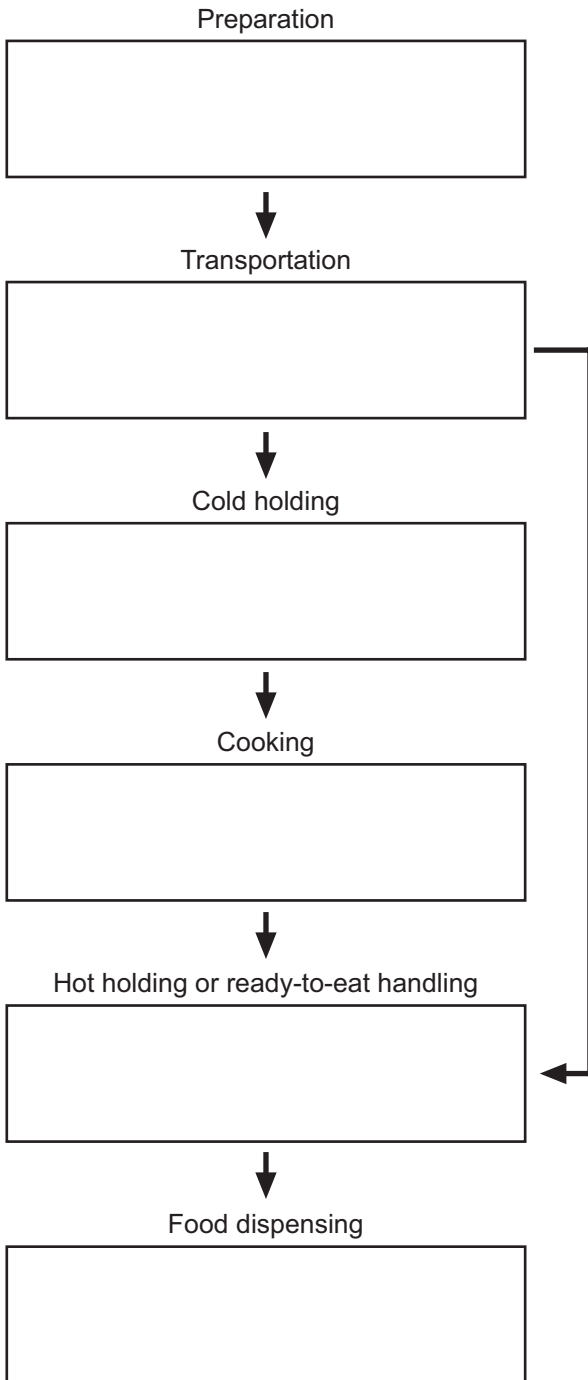 Preparation
Transportation
Cold holding
Cooking
Hot holding or ready-to-eat handling
Food dispensing